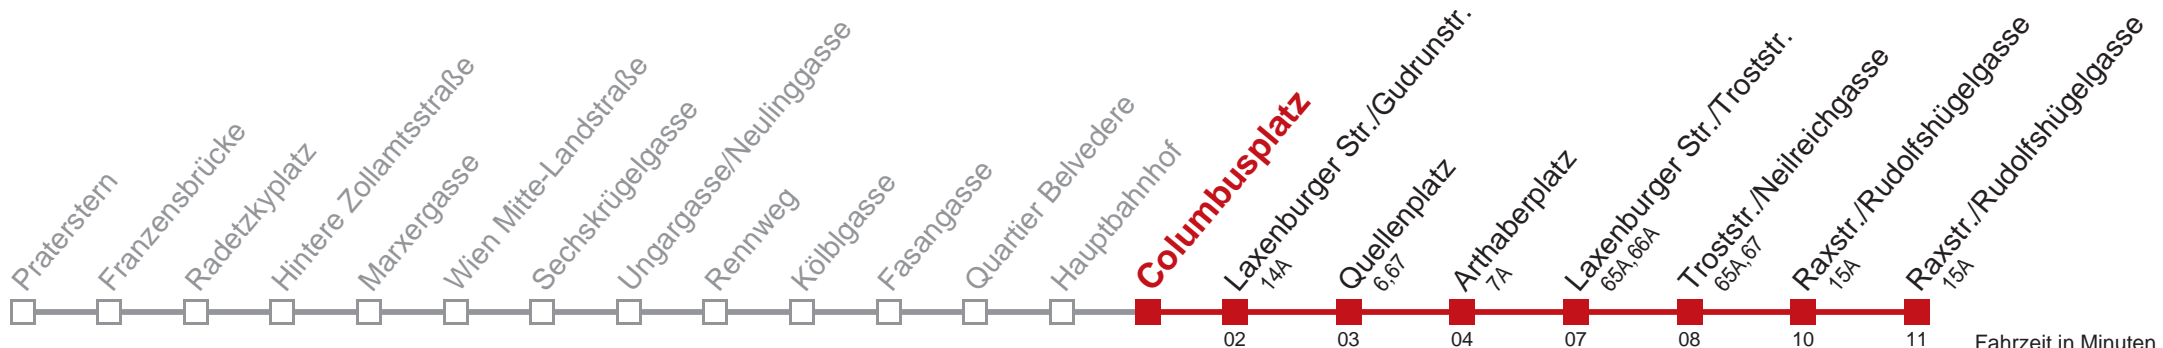 Praterstern
Franzensbrücke
Radetzkyplatz
Hintere Zollamtsstraße
Marxergasse
Wien Mitte-Landstraße
Sechskrügelgasse
Ungargasse/Neulinggasse
Rennweg
Kölblgasse
Fasangasse
Quartier Belvedere
Hauptbahnhof
Columbusplatz
Laxenburger Str./Gudrunstr.
14A
Quellenplatz
6,67
Arthaberplatz
7A
Laxenburger Str./Troststr.
65A,66A
Troststr./Neilreichgasse
65A,67
Raxstr./Rudolfshügelgasse
15A
Raxstr./Rudolfshügelgasse
15A
02 03 04 07 08 10 11 Fahrzeit in Minuten